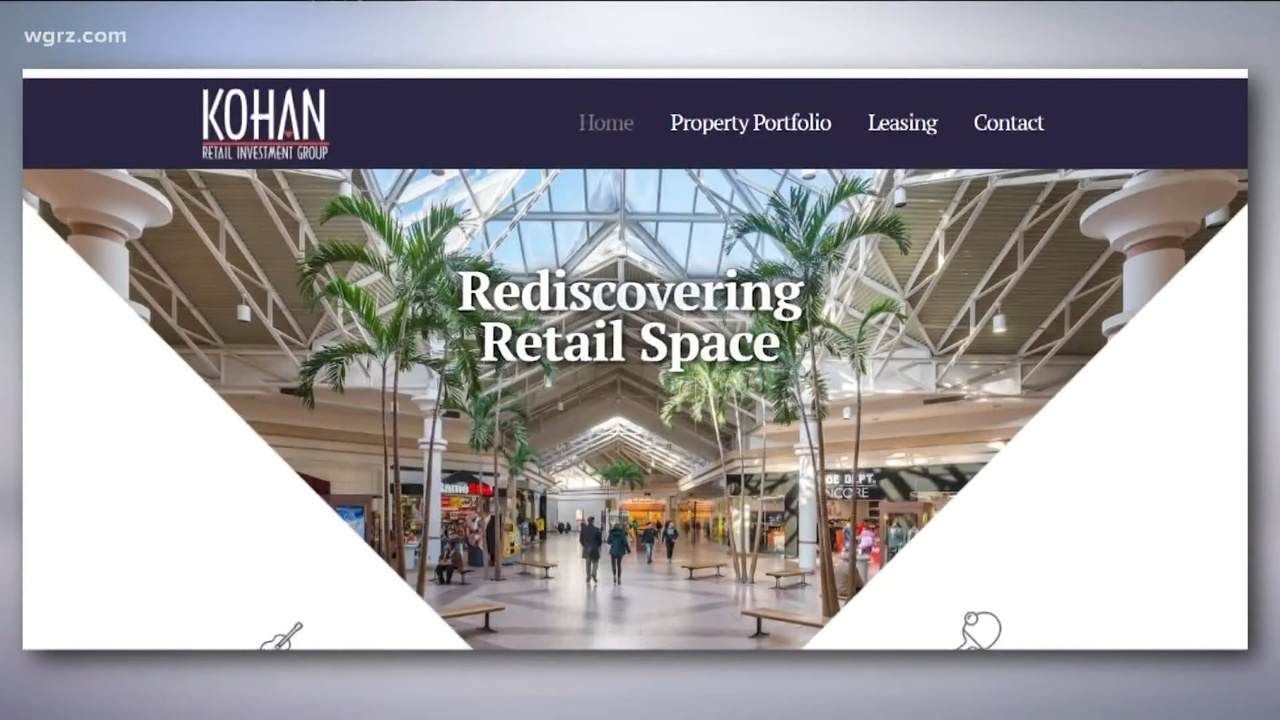 wgrz.com
KOHAN
RETAIL INVESTMENT GROUP
Home
Property Portfolio
Leasing
Contact
Rediscovering
Retail Space